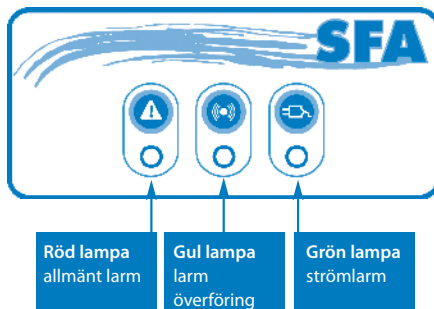 SFA
Röd lampa
allmänt larm
Gul lampa
larm
överföring
Grön lampa
strömlarm